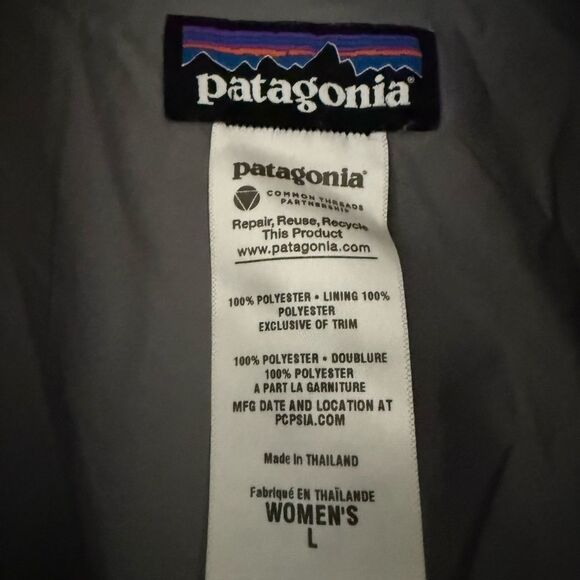 patagonia®
patagonia®
COMMON THREADS
PARTNERSHIP
Repair, Reuse, Recycle
This Product
www.patagonia.com
100% POLYESTER • LINING 100%
POLYESTER
EXCLUSIVE OF TRIM
100% POLYESTER • DOUBLURE
100% POLYESTER
A PART LA GARNITURE
MFG DATE AND LOCATION AT
PCPSIA.COM
Made in THAILAND
Fabriqué EN THAÏLANDE
WOMEN'S
L